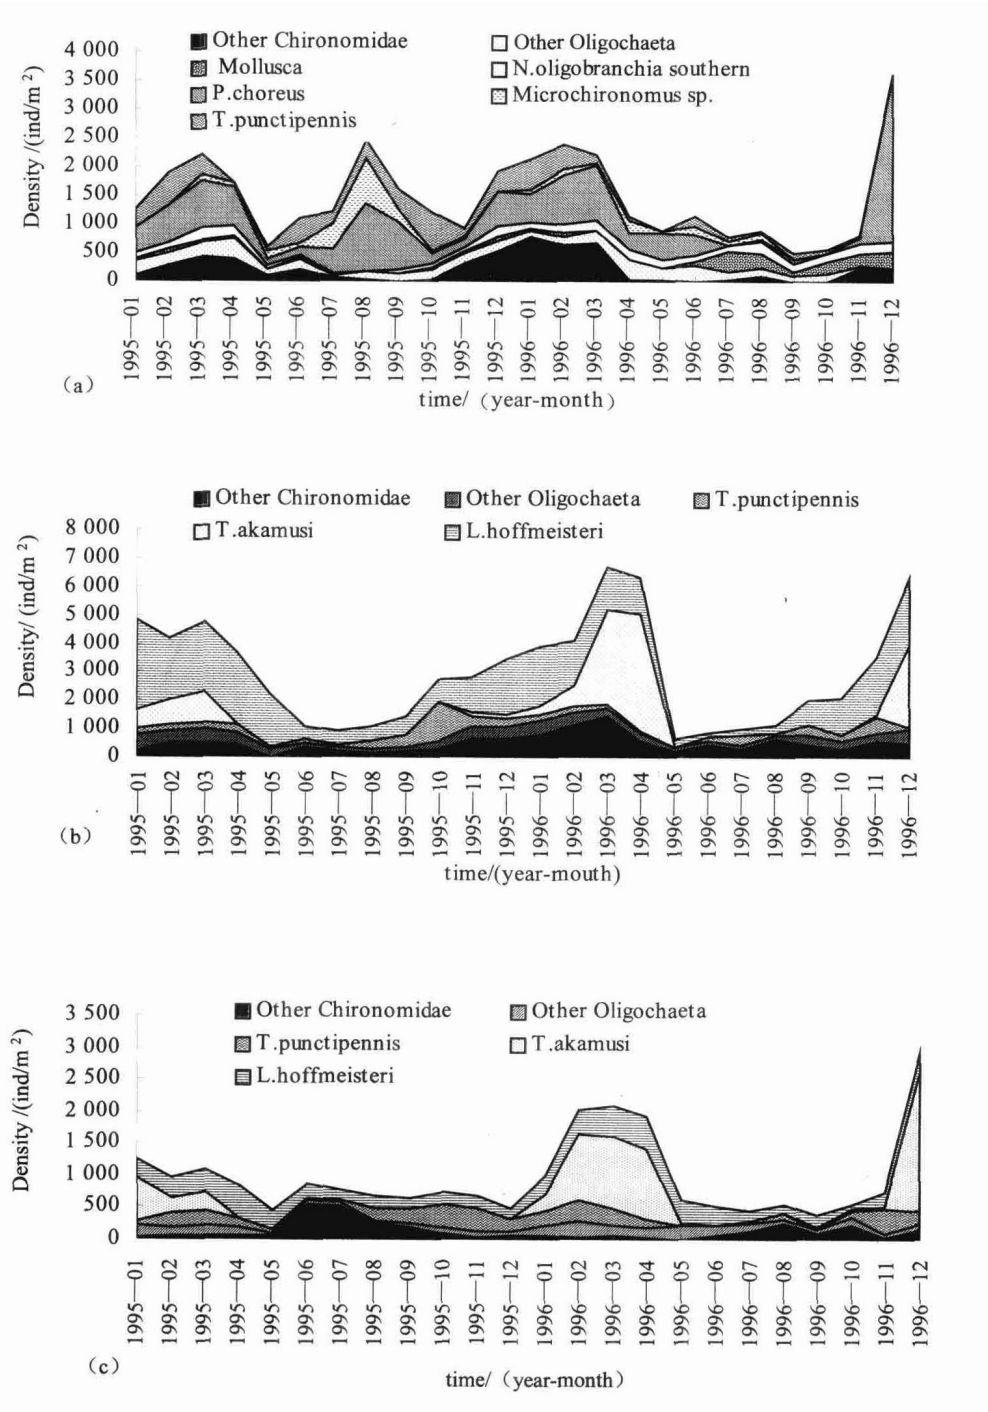 Other Chironomidae Other Oligochaeta
Mollusca N.oligobranchia southern
P.choreus Microchironomus sp.
T.punctipennis
Density /(ind/m 2)
4 000
3 500
3 000
2 500
2 000
1 500
1 000
500
0
1995—01 1995—02 1995—03 1995—04 1995—05 1995—06 1995—07 1995—08 1995—09 1995—10 1995—11 1995—12 1996—01 1996—02 1996—03 1996—04 1996—05 1996—06 1996—07 1996—08 1996—09 1996—10 1996—11 1996—12
(a)
time/ (year-month)
Other Chironomidae Other Oligochaeta T.punctipennis
T.akamusi L.hoffmeisteri
Density/ (ind/m 2)
8 000
7 000
6 000
5 000
4 000
3 000
2 000
1 000
0
1995—01 1995—02 1995—03 1995—04 1995—05 1995—06 1995—07 1995—08 1995—09 1995—10 1995—11 1995—12 1996—01 1996—02 1996—03 1996—04 1996—05 1996—06 1996—07 1996—08 1996—09 1996—10 1996—11 1996—12
(b)
time/(year-mouth)
Other Chironomidae Other Oligochaeta
T.punctipennis T.akamusi
L.hoffmeisteri
Density /(ind/m 2)
3 500
3 000
2 500
2 000
1 500
1 000
500
0
1995—01 1995—02 1995—03 1995—04 1995—05 1995—06 1995—07 1995—08 1995—09 1995—10 1995—11 1995—12 1996—01 1996—02 1996—03 1996—04 1996—05 1996—06 1996—07 1996—08 1996—09 1996—10 1996—11 1996—12
(c)
time/ (year-month)